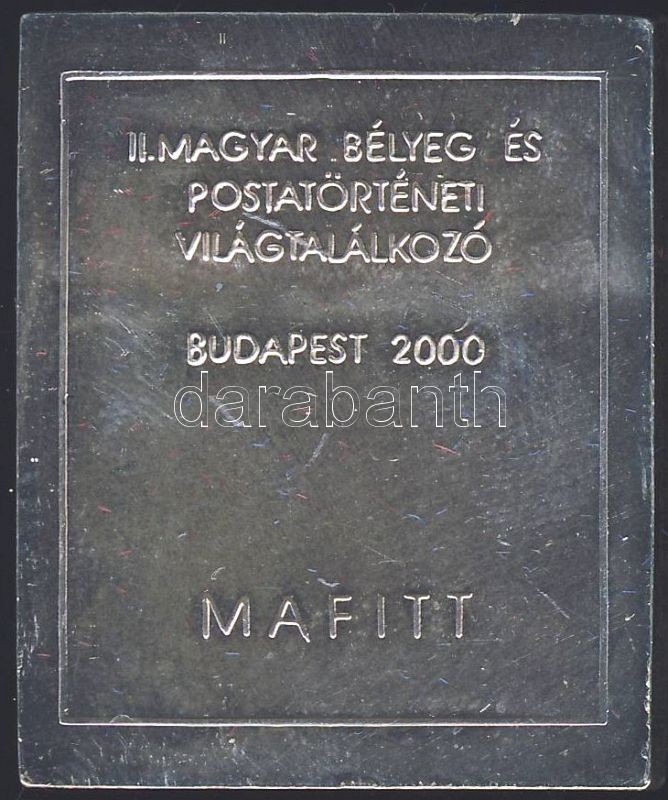 II.MAGYAR BÉLYEG ÉS
POSTATÖRTÉNETI
VILÁGTALÁLKOZÓ
BUDAPEST 2000
darabanth
MAFITT